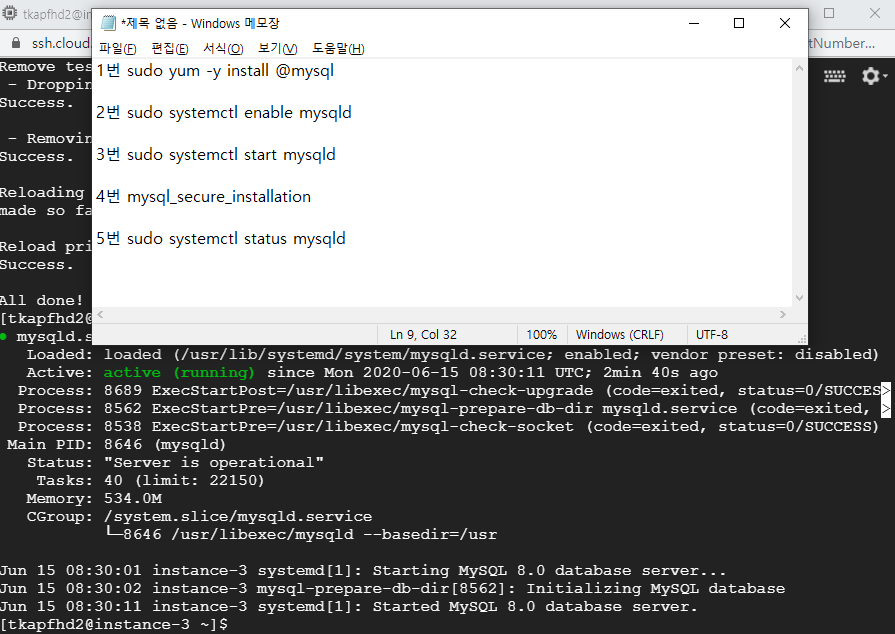 tkapfhd2@in
*제목 없음 - Windows 메모장
ssh.cloud.
tNumber...
파일(F) 편집(E) 서식(O) 보기(V) 도움말(H)
1번 sudo yum -y install @mysql
2번 sudo systemctl enable mysqld
3번 sudo systemctl start mysqld
4번 mysql_secure_installation
5번 sudo systemctl status mysqld
Ln 9, Col 32 100% Windows (CRLF) UTF-8
Remove tes
- Droppin
Success.
- Removin
Success.
Reloading
made so fa
Reload pri
Success.
All done!
[tkapfhd2@
● mysqld.s
Loaded: loaded (/usr/lib/systemd/system/mysqld.service; enabled; vendor preset: disabled)
Active: active (running) since Mon 2020-06-15 08:30:11 UTC; 2min 40s ago
Process: 8689 ExecStartPost=/usr/libexec/mysql-check-upgrade (code=exited, status=0/SUCCES>
Process: 8562 ExecStartPre=/usr/libexec/mysql-prepare-db-dir mysqld.service (code=exited, >
Process: 8538 ExecStartPre=/usr/libexec/mysql-check-socket (code=exited, status=0/SUCCESS)
Main PID: 8646 (mysqld)
Status: "Server is operational"
Tasks: 40 (limit: 22150)
Memory: 534.0M
CGroup: /system.slice/mysqld.service
└─8646 /usr/libexec/mysqld --basedir=/usr
Jun 15 08:30:01 instance-3 systemd[1]: Starting MySQL 8.0 database server...
Jun 15 08:30:02 instance-3 mysql-prepare-db-dir[8562]: Initializing MySQL database
Jun 15 08:30:11 instance-3 systemd[1]: Started MySQL 8.0 database server.
[tkapfhd2@instance-3 ~]$